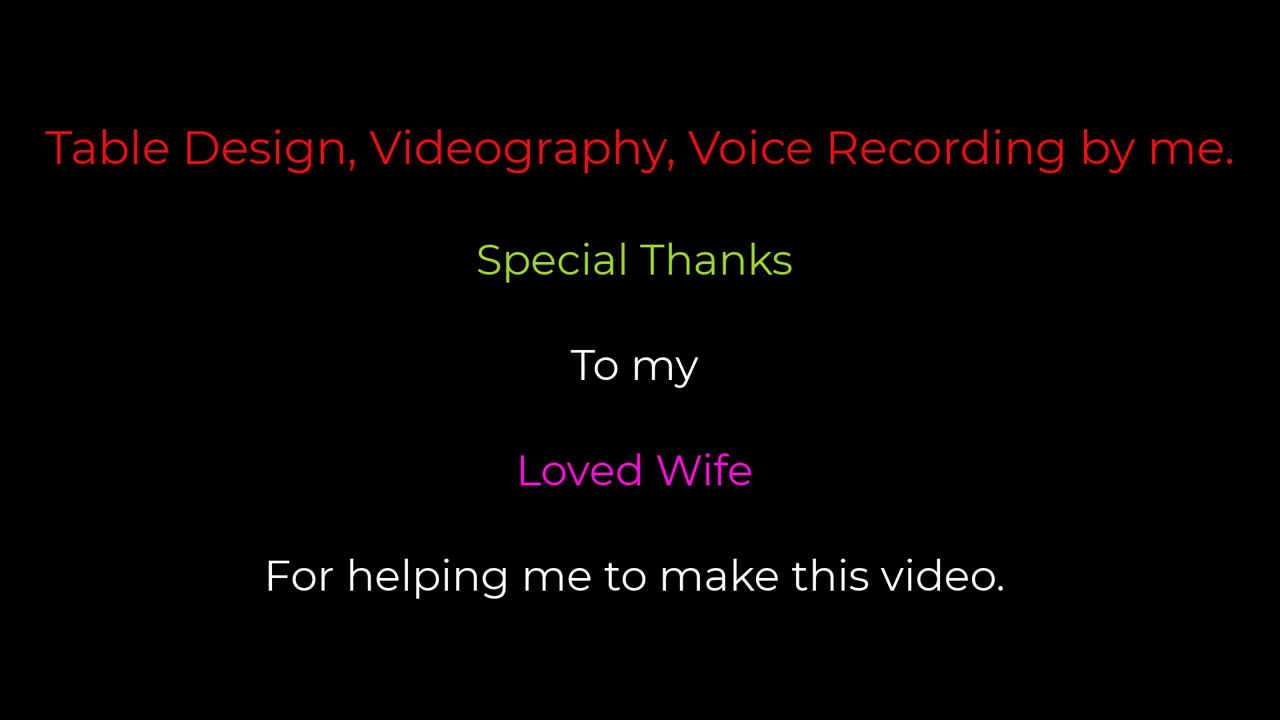 Table Design, Videography, Voice Recording by me.
Special Thanks
To my
Loved Wife
For helping me to make this video.